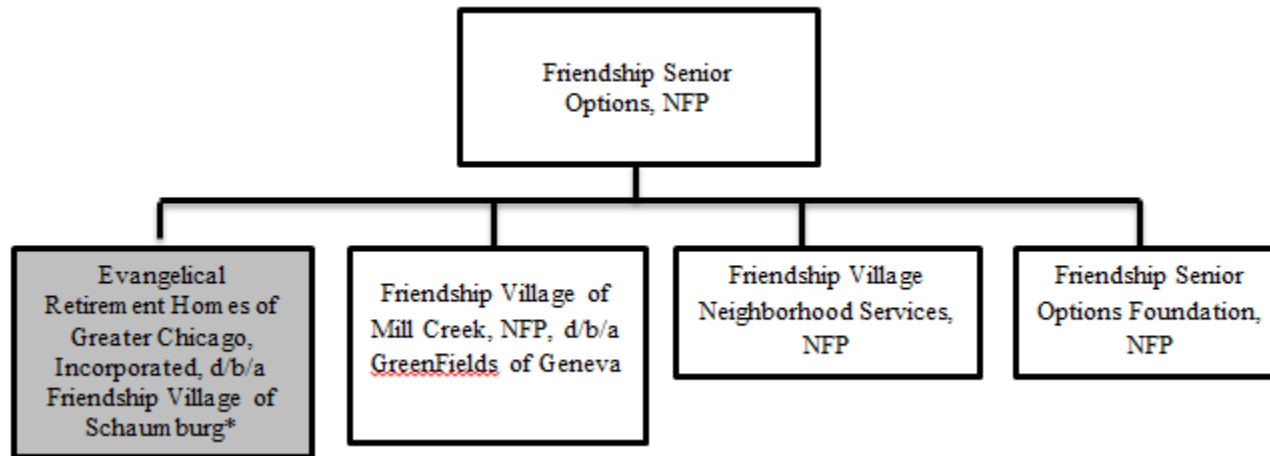 Friendship Senior
Options, NFP
Evangelical
Retirement Homes of
Greater Chicago,
Incorporated, d/b/a
Friendship Village of
Schaumburg*
Friendship Village of
Mill Creek, NFP, d/b/a
GreenFields of Geneva
Friendship Village
Neighborhood Services,
NFP
Friendship Senior
Options Foundation,
NFP